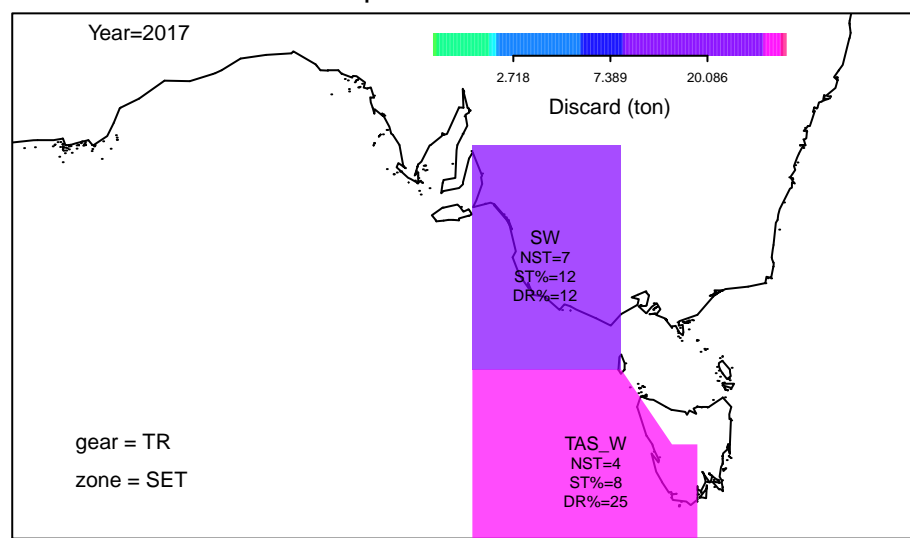 Year=2017
2.718 7.389 20.086
Discard (ton)
SW
NST=7
ST%=12
DR%=12
gear = TR
zone = SET
TAS_W
NST=4
ST%=8
DR%=25